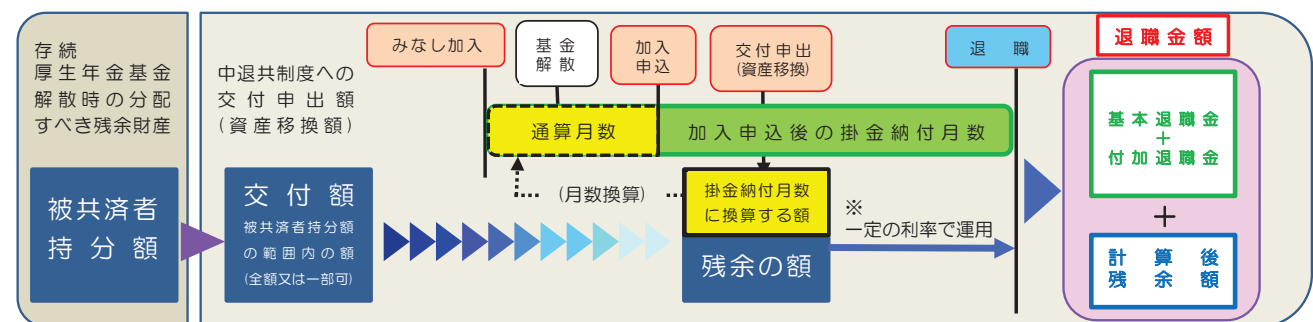 存続
厚生年金基金
解散時の分配
すべき残余財産
被共済者
持分額
中退共制度への
交付申出額
(資産移換額)
交付額
被共済者持分額
の範囲内の額
(全額又は一部可)
みなし加入
基金
解散
加入
申込
交付申出
(資産移換)
退職
通算月数
加入申込後の掛金納付月数
(月数換算)
掛金納付月数
に換算する額
残余の額
※
一定の利率で運用
退職金額
基本退職金
+
付加退職金
+
計算後
残余額